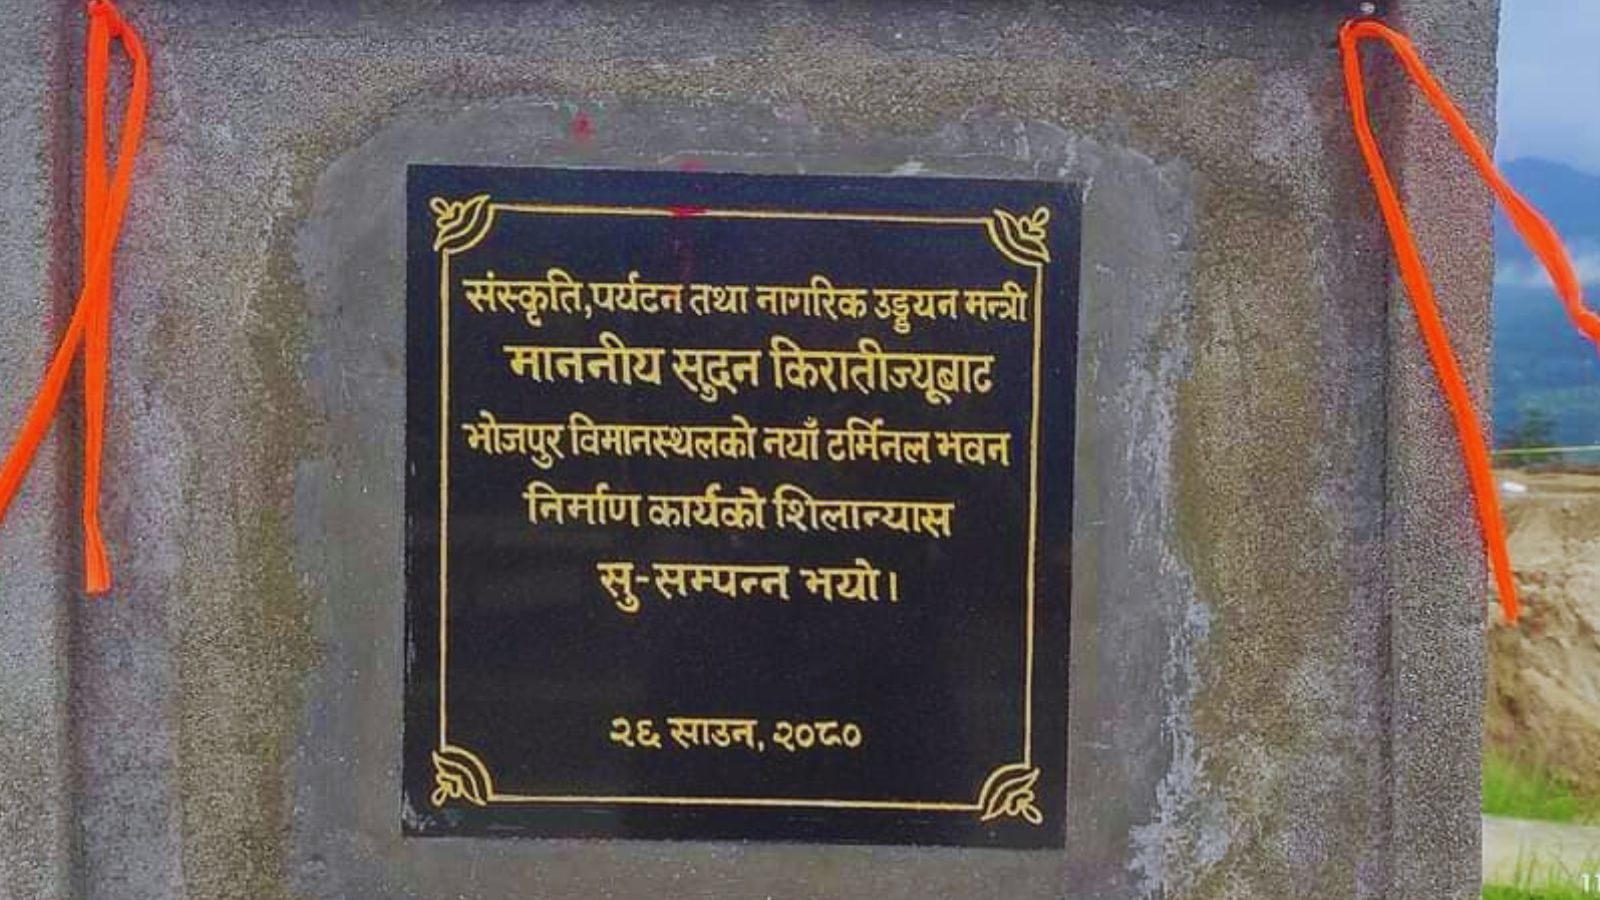 संस्कृति,पर्यटन तथा नागरिक उड्डयन मन्त्री
माननीय सुदन किरातीज्यूबाट
भोजपुर विमानस्थलको नयाँ टर्मिनल भवन
निर्माण कार्यको शिलान्यास
सु-सम्पन्न भयो।
२६ साउन, २०८०